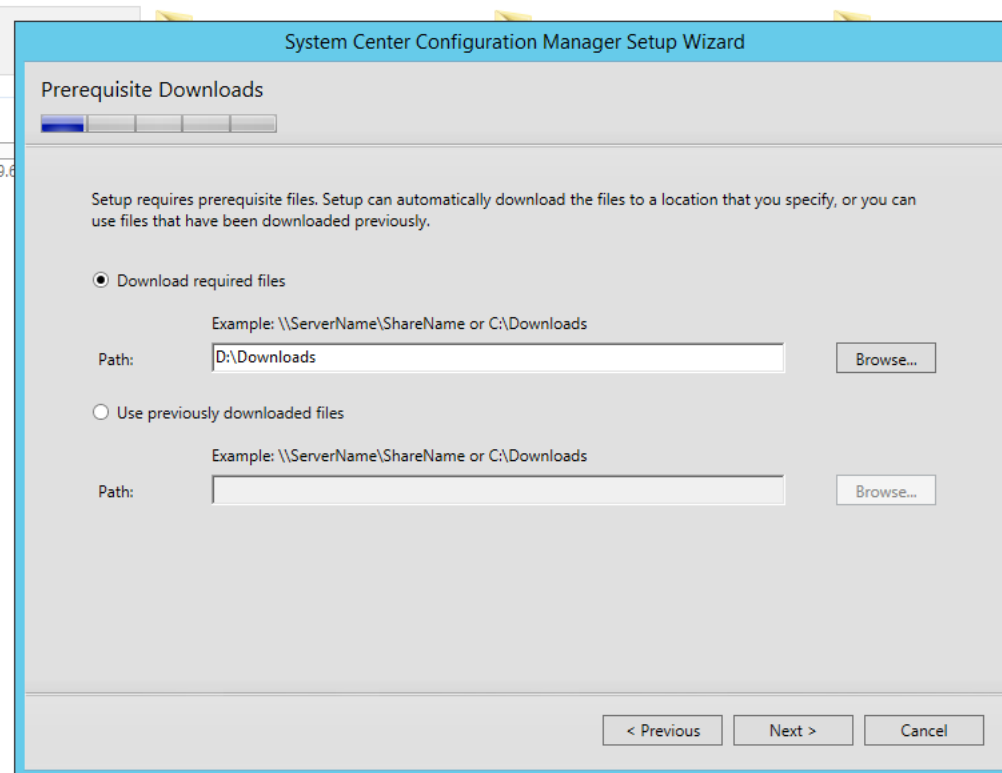 System Center Configuration Manager Setup Wizard
Prerequisite Downloads
Setup requires prerequisite files. Setup can automatically download the files to a location that you specify, or you can
use files that have been downloaded previously.
Download required files
Example: \\ServerName\ShareName or C:\Downloads
Path: D:\Downloads Browse...
Use previously downloaded files
Example: \\ServerName\ShareName or C:\Downloads
Path: Browse...
< Previous Next > Cancel